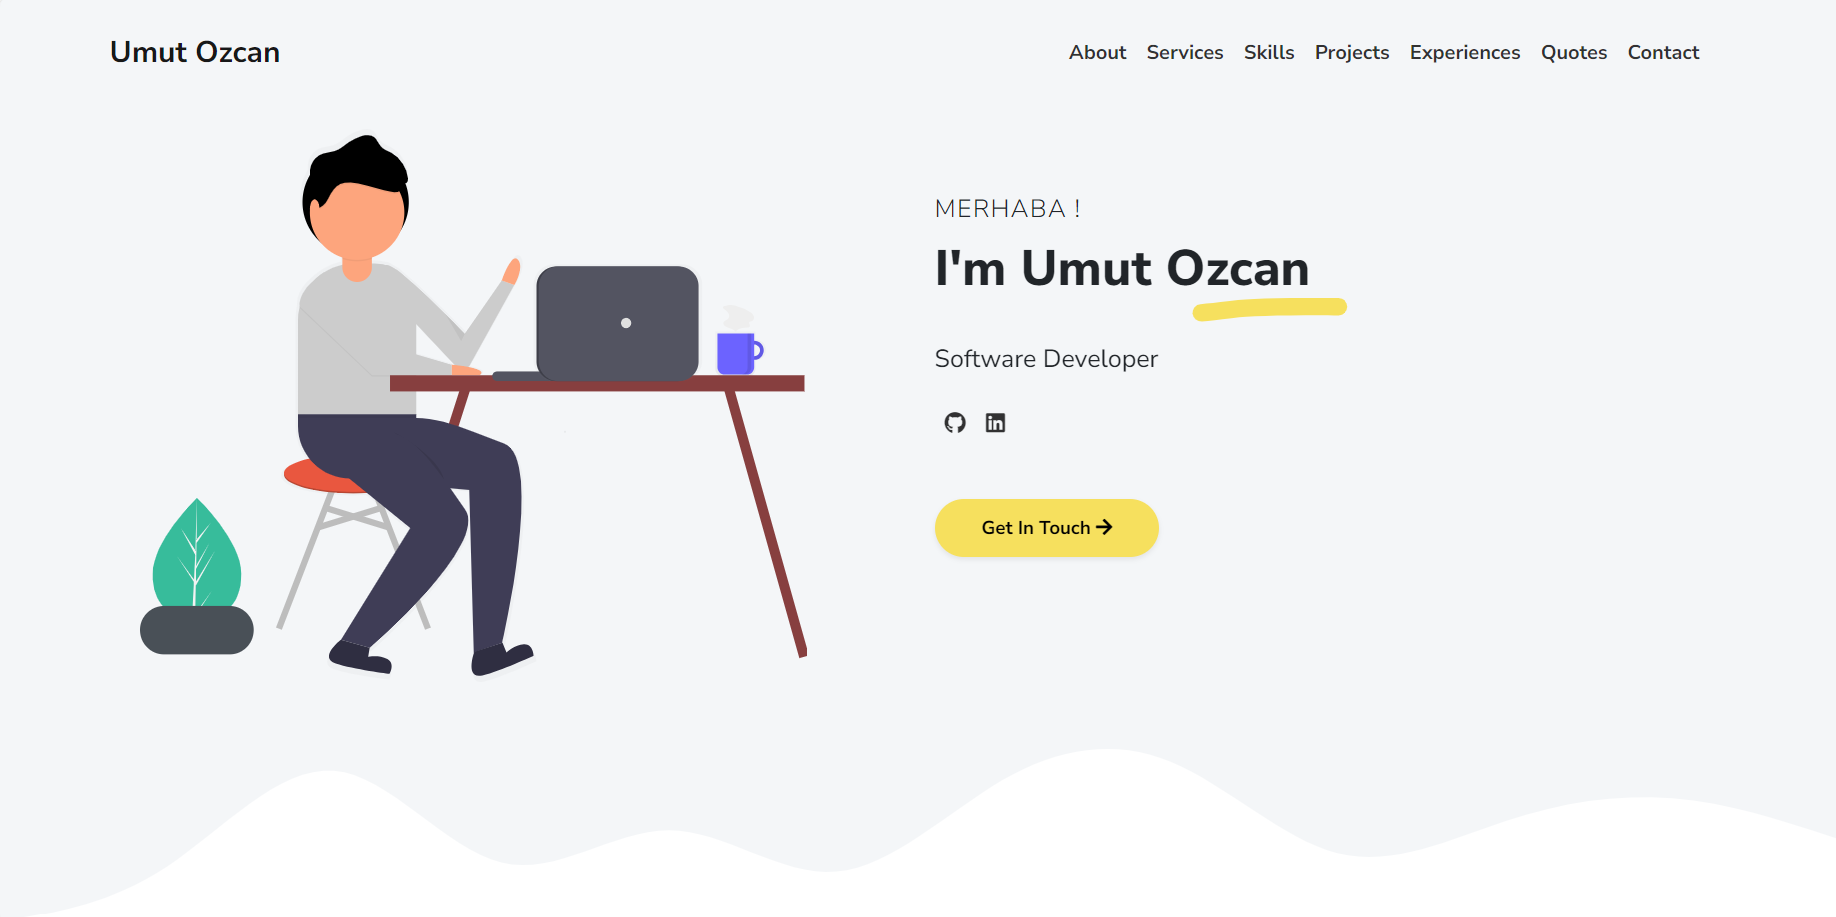 Umut Ozcan
About Services Skills Projects Experiences Quotes Contact
MERHABA !
I'm Umut Ozcan
Software Developer
Get In Touch